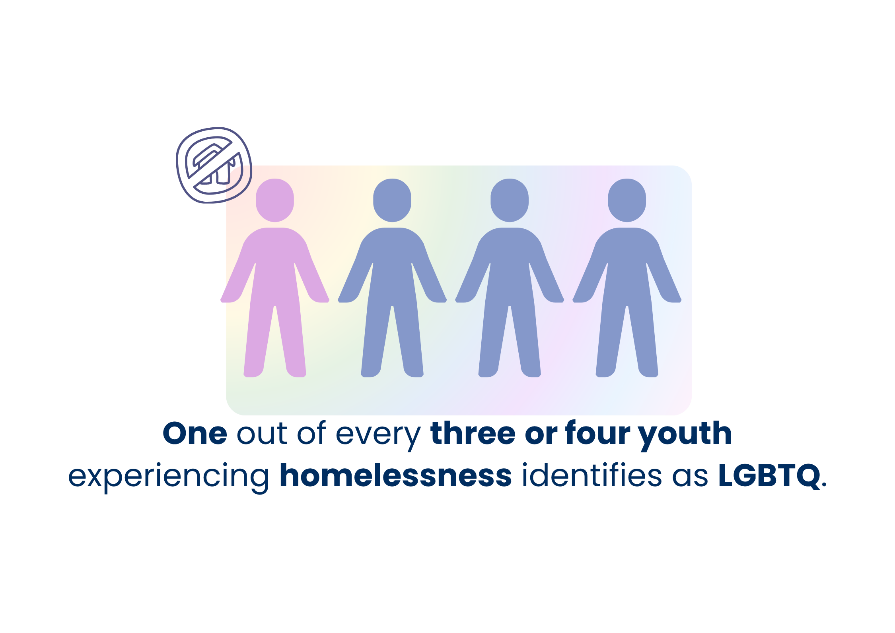 One out of every three or four youth
experiencing homelessness identifies as LGBTQ.